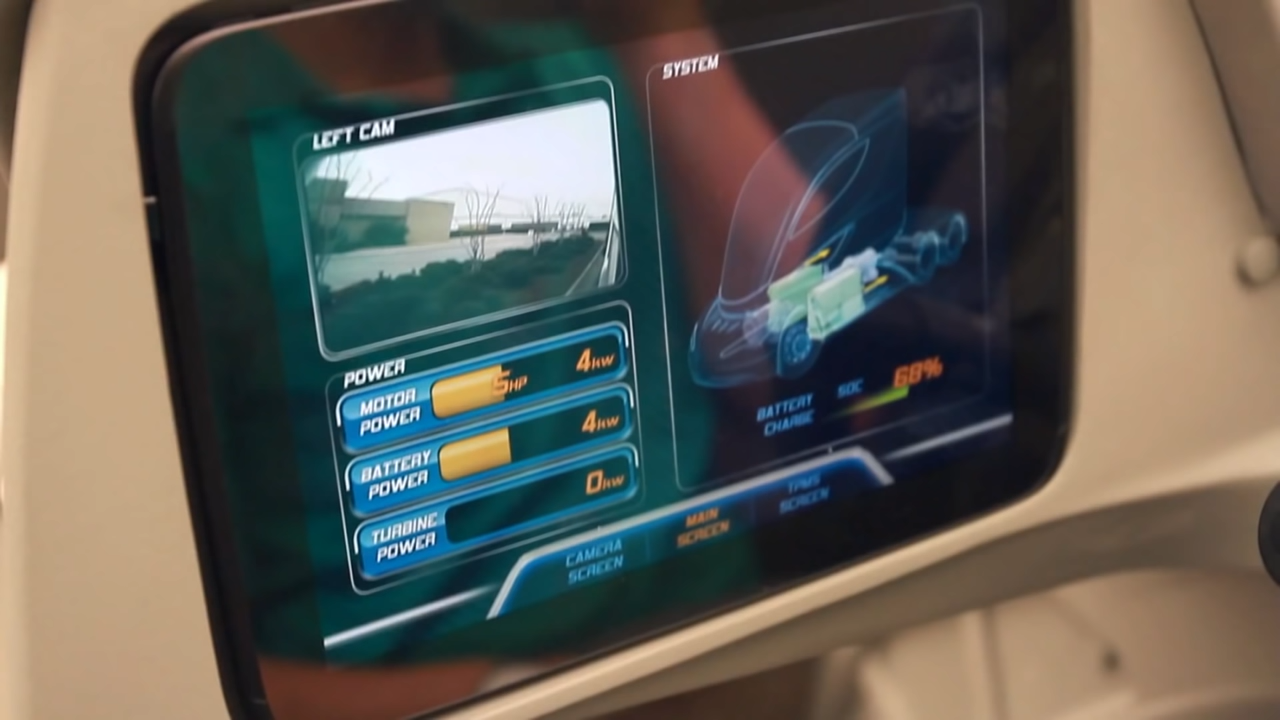 LEFT CAM
SYSTEM
POWER
MOTOR
POWER
5HP
4kw
BATTERY
POWER
4kw
TURBINE
POWER
0kw
BATTERY
CHARGE
SOC
68%
CAMERA
SCREEN
MAIN
SCREEN
TPMS
SCREEN